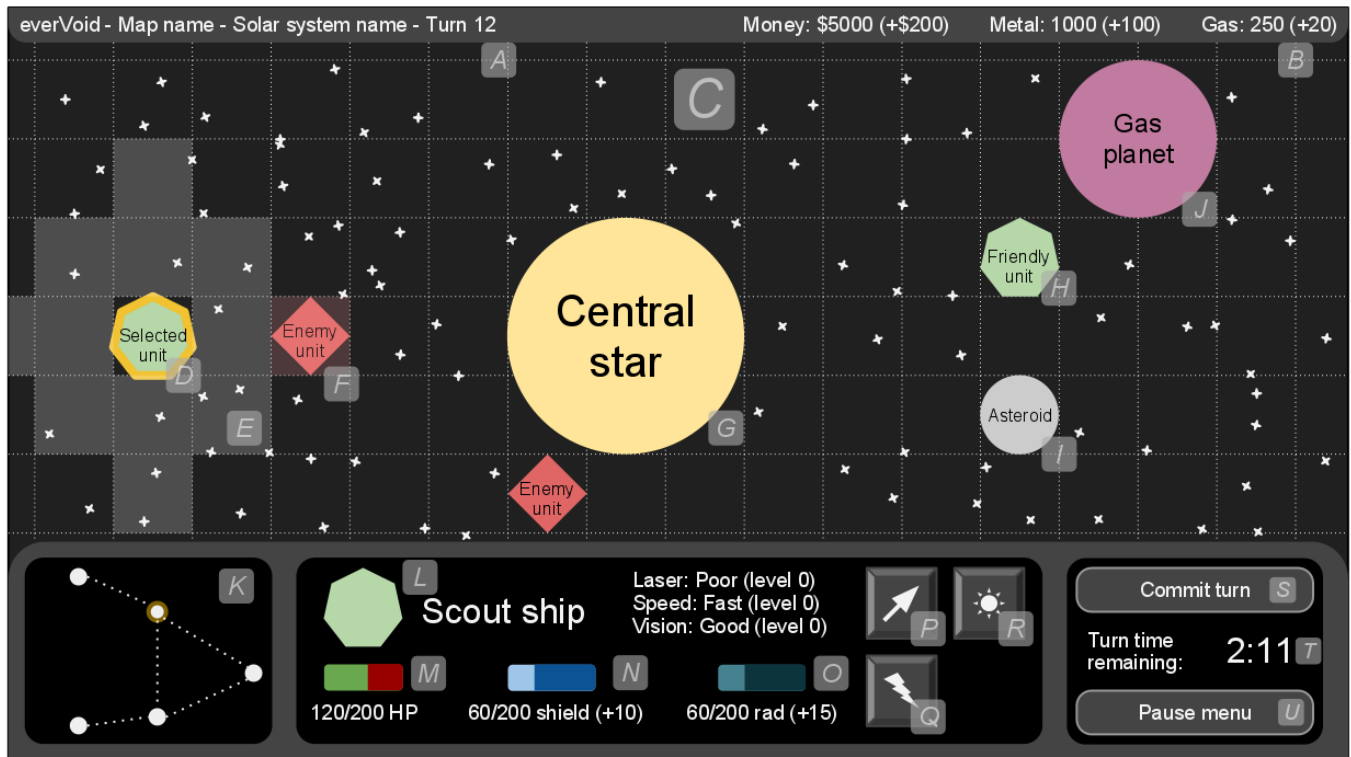 everVoid - Map name - Solar system name - Turn 12
Money: $5000 (+$200)
Metal: 1000 (+100)
Gas: 250 (+20)
A
B
C
Gas
planet
J
Friendly
unit
H
Selected
unit
D
Enemy
unit
F
Central
star
G
E
Asteroid
I
Enemy
unit
K
L
Scout ship
Laser: Poor (level 0)
Speed: Fast (level 0)
Vision: Good (level 0)
P
R
M
N
O
120/200 HP
60/200 shield (+10)
60/200 rad (+15)
Q
Commit turn
S
Turn time
remaining:
2:11
T
Pause menu
U